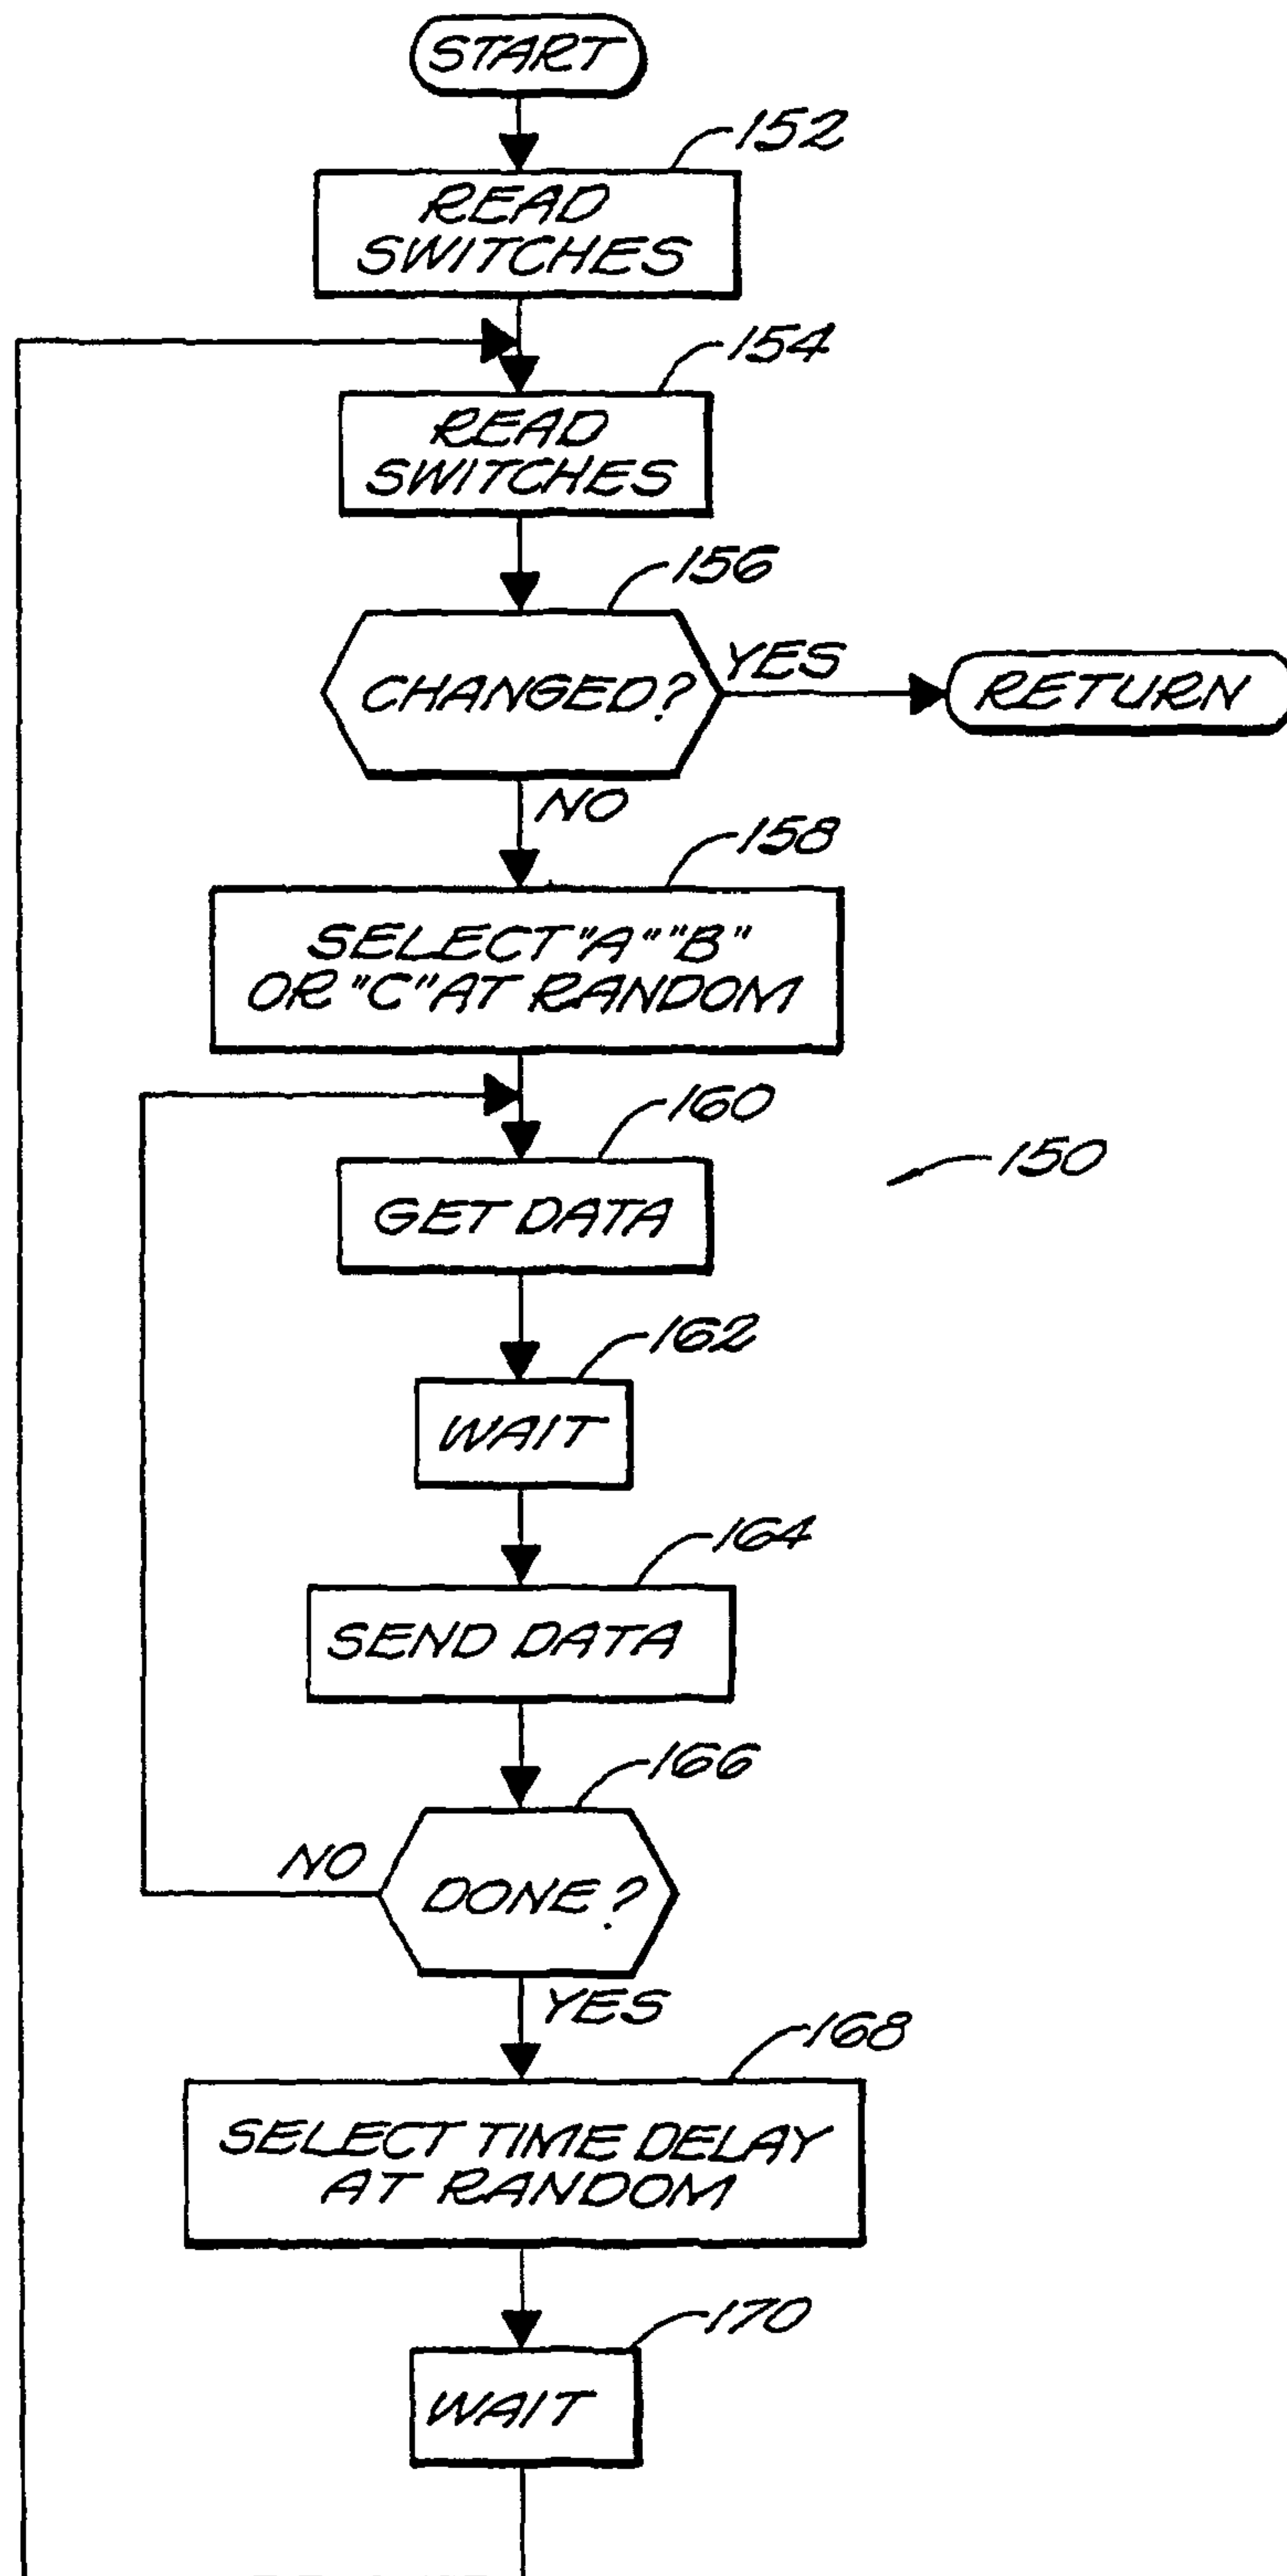 START
152
READ
SWITCHES
154
READ
SWITCHES
156
CHANGED?
YES
RETURN
NO
158
SELECT "A" "B"
OR "C" AT RANDOM
160
150
GET DATA
162
WAIT
164
SEND DATA
166
NO
DONE?
YES
168
SELECT TIME DELAY
AT RANDOM
170
WAIT